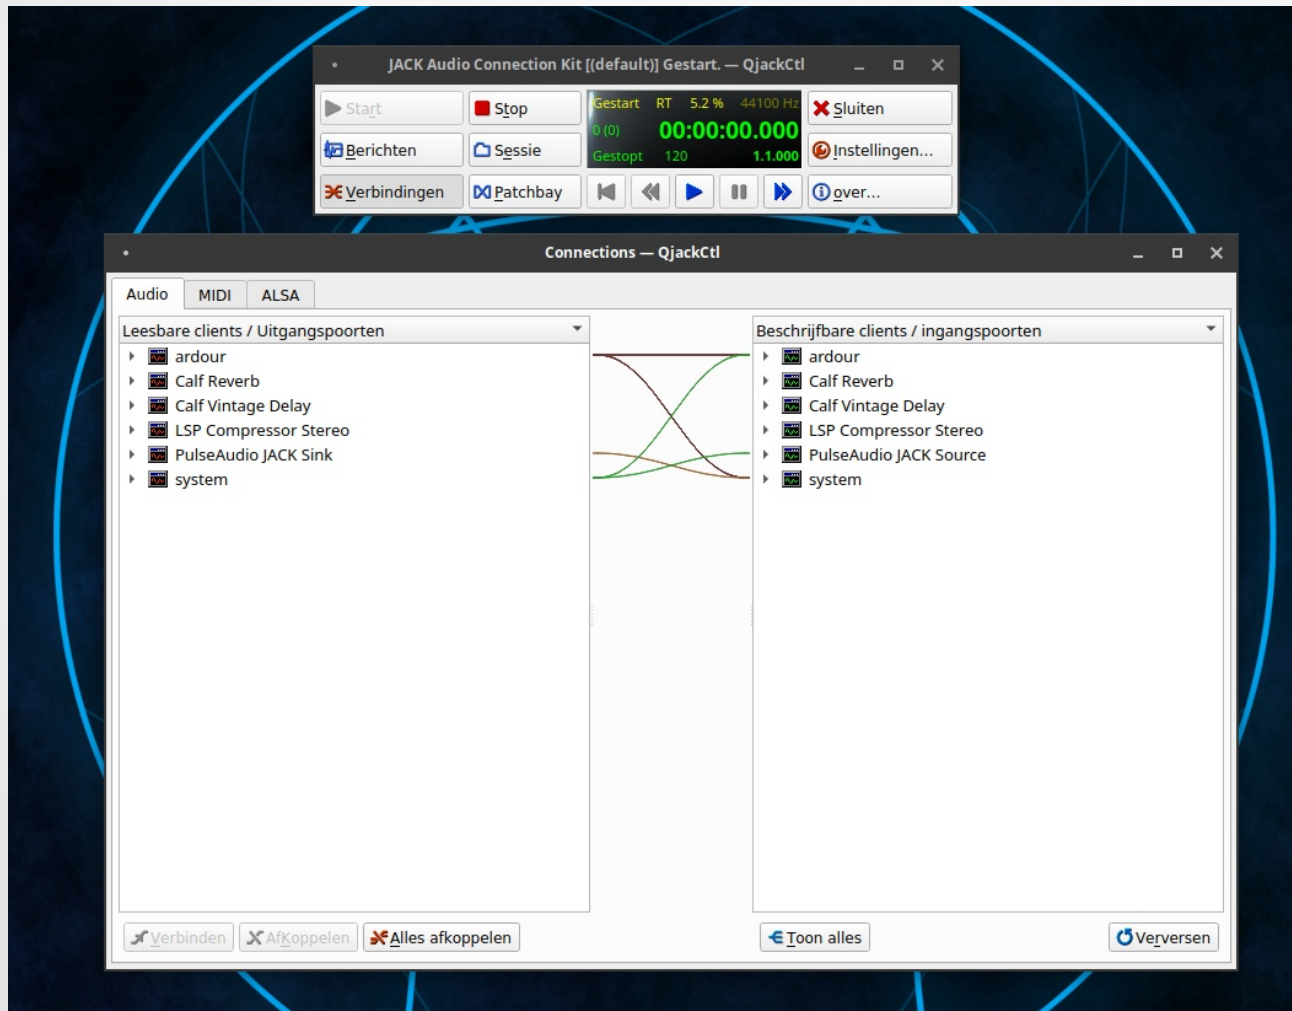 JACK Audio Connection Kit [(default)] Gestart. — QjackCtl
Start
Stop
Gestart RT 5.2 % 44100 Hz
Sluiten
0 (0) 00:00:00.000
Berichten
Sessie
Gestopt 120 1.1.000
Instellingen...
Verbindingen
Patchbay
over...
Connections — QjackCtl
Audio MIDI ALSA
Leesbare clients / Uitgangspoorten
ardour
Calf Reverb
Calf Vintage Delay
LSP Compressor Stereo
PulseAudio JACK Sink
system
Beschrijfbare clients / ingangspoorten
ardour
Calf Reverb
Calf Vintage Delay
LSP Compressor Stereo
PulseAudio JACK Source
system
Verbinden
AfKoppelen
Alles afkoppelen
Toon alles
Verversen